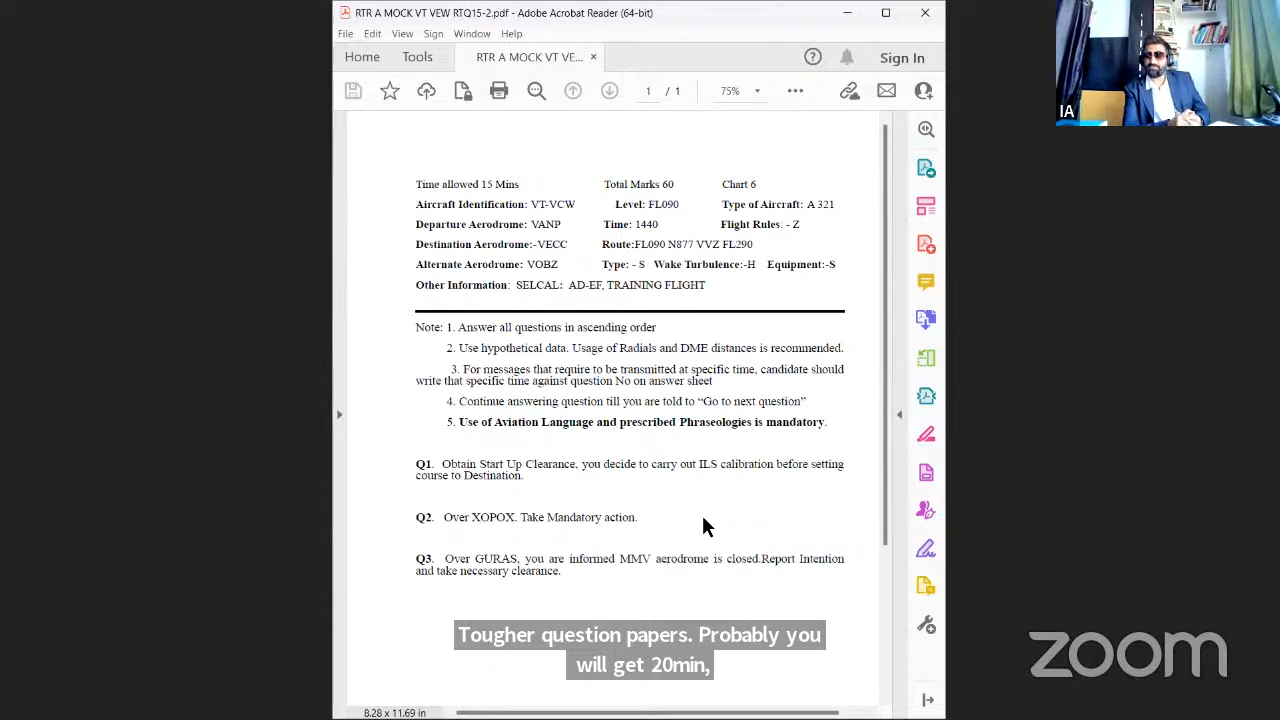 RTR A MOCK VT VEW RTQ15-2.pdf - Adobe Acrobat Reader (64-bit)
File Edit View Sign Window Help
Home Tools RTR A MOCK VT VE... × Sign In
1 / 1 75%
IA
Time allowed 15 Mins Total Marks 60 Chart 6
Aircraft Identification: VT-VCW Level: FL090 Type of Aircraft: A 321
Departure Aerodrome: VANP Time: 1440 Flight Rules: - Z
Destination Aerodrome:-VECC Route:FL090 N877 VVZ FL290
Alternate Aerodrome: VOBZ Type: - S Wake Turbulence:-H Equipment:-S
Other Information: SELCAL: AD-EF, TRAINING FLIGHT
Note: 1. Answer all questions in ascending order
2. Use hypothetical data. Usage of Radials and DME distances is recommended.
3. For messages that require to be transmitted at specific time, candidate should
write that specific time against question No on answer sheet
4. Continue answering question till you are told to “Go to next question”
5. Use of Aviation Language and prescribed Phraseologies is mandatory.
Q1. Obtain Start Up Clearance, you decide to carry out ILS calibration before setting
course to Destination.
Q2. Over XOPOX. Take Mandatory action.
Q3. Over GURAS, you are informed MMV aerodrome is closed.Report Intention
and take necessary clearance.
Tougher question papers. Probably you
will get 20min,
8.28 x 11.69 in
zoom